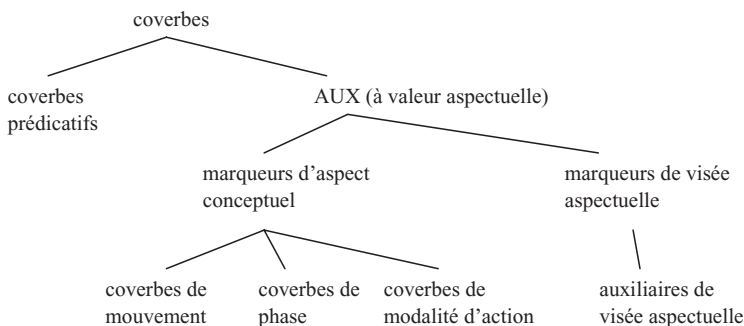 coverbes
coverbes
prédicatifs
AUX (à valeur aspectuelle)
marqueurs d'aspect
conceptuel
marqueurs de visée
aspectuelle
coverbes de
mouvement
coverbes de
phase
coverbes de
modalité d'action
auxiliaires de
visée aspectuelle